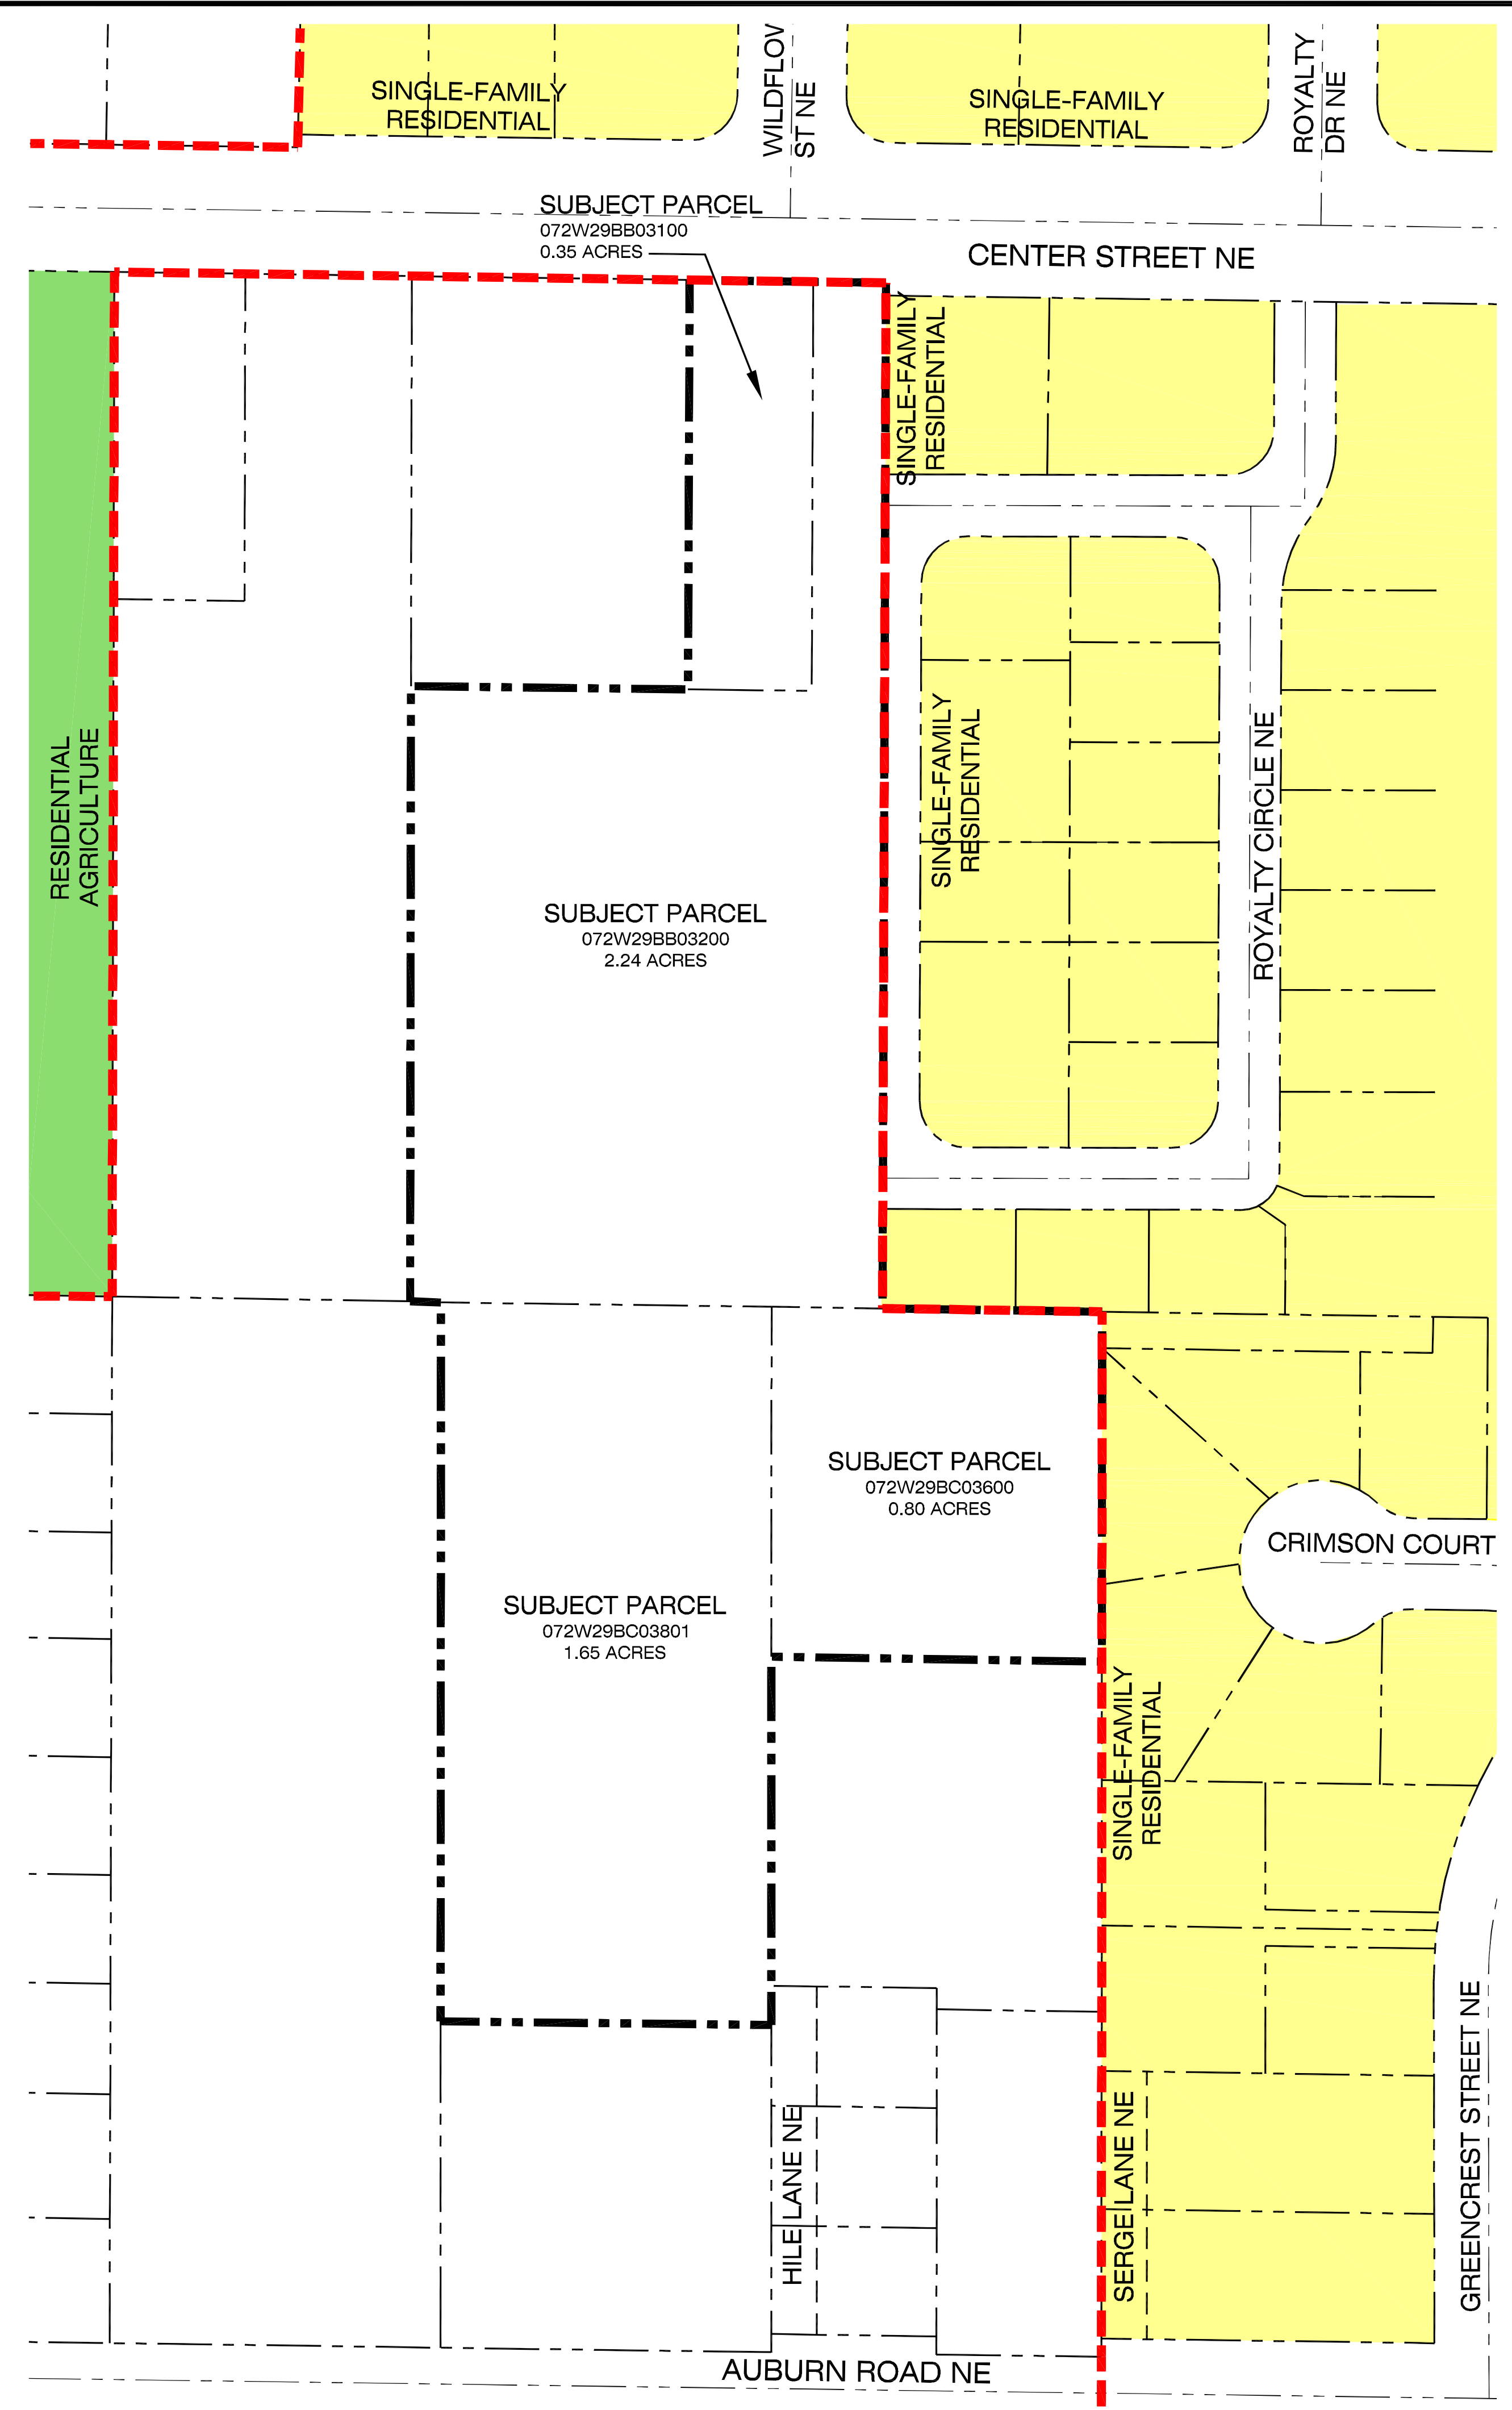 SINGLE-FAMILY
RESIDENTIAL
WILDFLOW
ST NE
SINGLE-FAMILY
RESIDENTIAL
ROYALTY
DR NE
SUBJECT PARCEL
072W29BB03100
0.35 ACRES
CENTER STREET NE
SINGLE-FAMILY
RESIDENTIAL
RESIDENTIAL
AGRICULTURE
SINGLE-FAMILY
RESIDENTIAL
ROYALTY CIRCLE NE
SUBJECT PARCEL
072W29BB03200
2.24 ACRES
SUBJECT PARCEL
072W29BC03600
0.80 ACRES
CRIMSON COURT
SUBJECT PARCEL
072W29BC03801
1.65 ACRES
SINGLE-FAMILY
RESIDENTIAL
HILE LANE NE
SERGE LANE NE
GREENCREST STREET NE
AUBURN ROAD NE